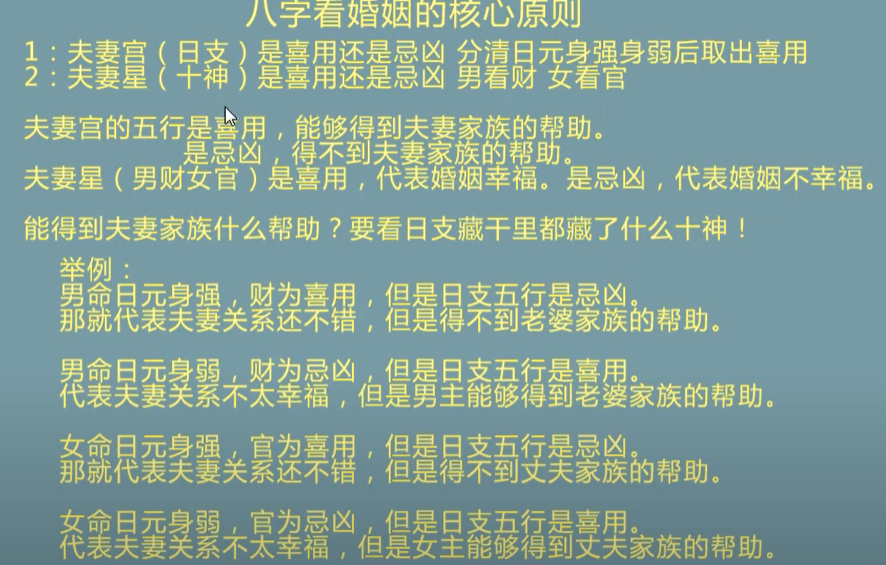 八字看婚姻的核心原则
1：夫妻宫（日支）是喜用还是忌凶 分清日元身强身弱后取出喜用
2：夫妻星（十神）是喜用还是忌凶 男看财 女看官
夫妻宫的五行是喜用，能够得到夫妻家族的帮助。
是忌凶，得不到夫妻家族的帮助。
夫妻星（男财女官）是喜用，代表婚姻幸福。是忌凶，代表婚姻不幸福。
能得到夫妻家族什么帮助？要看日支藏干里都藏了什么十神！
举例：
男命日元身强，财为喜用，但是日支五行是忌凶。
那就代表夫妻关系还不错，但是得不到老婆家族的帮助。
男命日元身弱，财为忌凶，但是日支五行是喜用。
代表夫妻关系不太幸福，但是男主能够得到老婆家族的帮助。
女命日元身强，官为喜用，但是日支五行是忌凶。
那就代表夫妻关系还不错，但是得不到丈夫家族的帮助。
女命日元身弱，官为忌凶，但是日支五行是喜用。
代表夫妻关系不太幸福，但是女主能够得到丈夫家族的帮助。